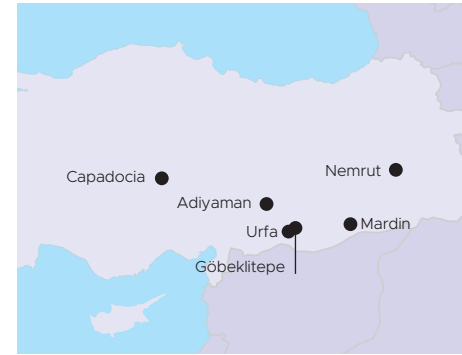 Nemrut
Capadocia
Adiyaman
Mardin
Urfa
Göbeklitepe